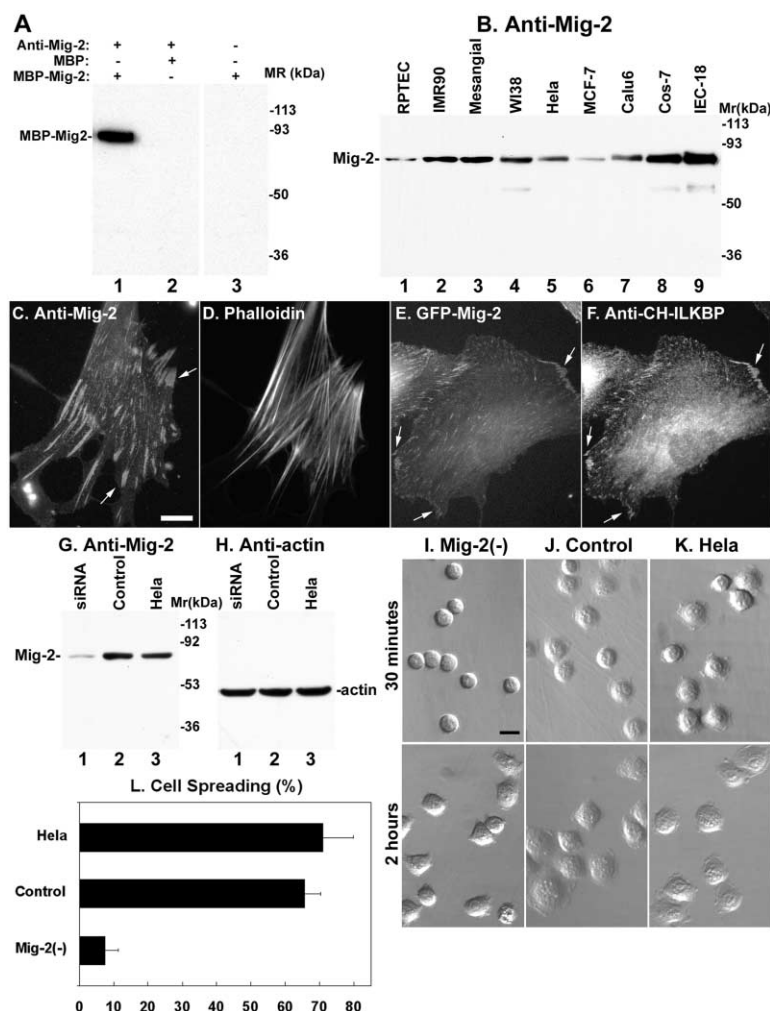 A
Anti-Mig-2: + + -
MBP: - + -
MBP-Mig-2: + - +
MR (kDa)
MBP-Mig2-
-113
-93
-50
-36
1 2 3
B. Anti-Mig-2
RPTEC IMR90 Mesangial WI38 Hela MCF-7 Calu6 Cos-7 IEC-18
Mr(kDa)
-113
-93
Mig-2-
-50
-36
1 2 3 4 5 6 7 8 9
C. Anti-Mig-2
D. Phalloidin
E. GFP-Mig-2
F. Anti-CH-ILKBP
G. Anti-Mig-2
siRNA Control Hela
Mr(kDa)
-113
-92
Mig-2-
-53
-36
1 2 3
H. Anti-actin
siRNA Control Hela
-actin
1 2 3
I. Mig-2(-)
J. Control
K. Hela
30 minutes
2 hours
L. Cell Spreading (%)
Hela
Control
Mig-2(-)
0 10 20 30 40 50 60 70 80